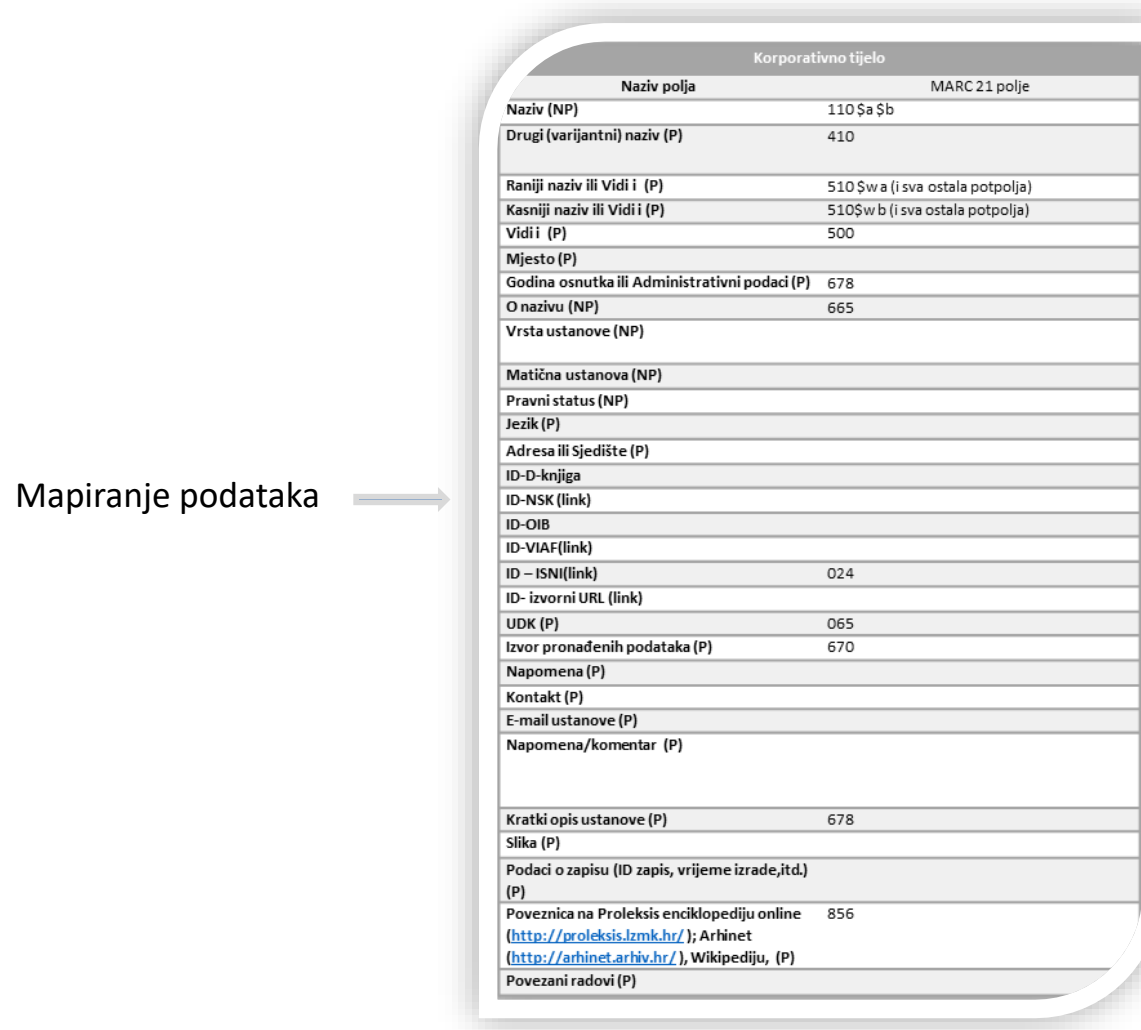 Mapiranje podataka
Korporativno tijelo
Naziv polja MARC 21 polje
Naziv (NP) 110 $a $b
Drugi (varijantni) naziv (P) 410
Raniji naziv ili Vidi i (P) 510 $w a (i sva ostala potpolja)
Kasniji naziv ili Vidi i (P) 510$w b (i sva ostala potpolja)
Vidi i (P) 500
Mjesto (P)
Godina osnutka ili Administrativni podaci (P) 678
O nazivu (NP) 665
Vrsta ustanove (NP)
Matična ustanova (NP)
Pravni status (NP)
Jezik (P)
Adresa ili Sjedište (P)
ID-D-knjiga
ID-NSK (link)
ID-OIB
ID-VIAF(link)
ID – ISNI(link) 024
ID- izvorni URL (link)
UDK (P) 065
Izvor pronađenih podataka (P) 670
Napomena (P)
Kontakt (P)
E-mail ustanove (P)
Napomena/komentar (P)
Kratki opis ustanove (P) 678
Slika (P)
Podaci o zapisu (ID zapis, vrijeme izrade,itd.)
(P)
Poveznica na Proleksis enciklopediju online 856
(http://proleksis.lzmk.hr/ ); Arhinet
(http://arhinet.arhiv.hr/ ), Wikipediju, (P)
Povezani radovi (P)